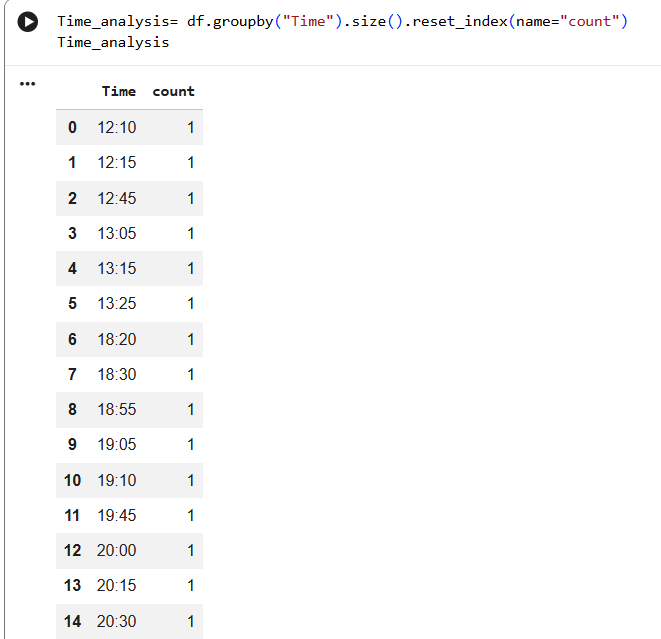 Time_analysis= df.groupby("Time").size().reset_index(name="count")
Time_analysis
Time count
0 12:10 1
1 12:15 1
2 12:45 1
3 13:05 1
4 13:15 1
5 13:25 1
6 18:20 1
7 18:30 1
8 18:55 1
9 19:05 1
10 19:10 1
11 19:45 1
12 20:00 1
13 20:15 1
14 20:30 1